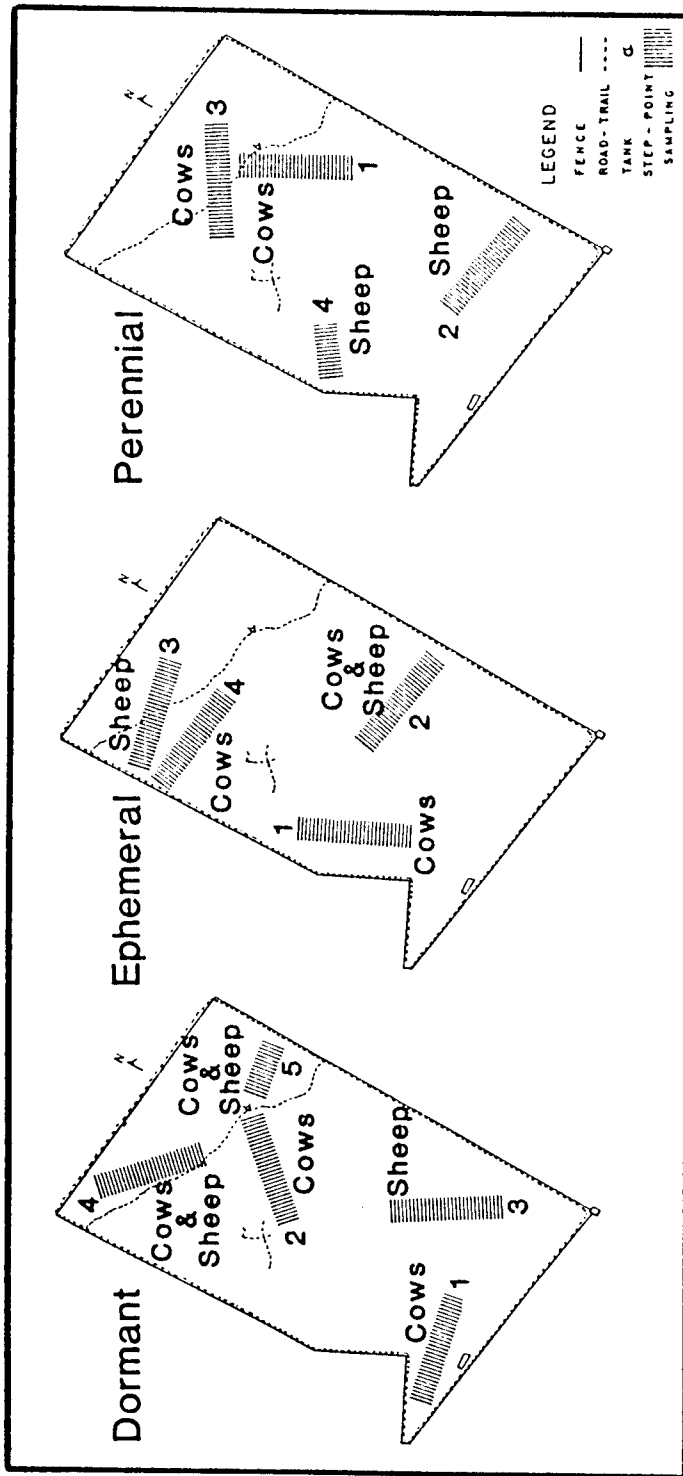 Dormant
4
Cows
&
Sheep
Cows
&
Sheep
5
2
Cows
Sheep
3
Cows
1
N
Ephemeral
Sheep
3
4
Cows
Cows
&
Sheep
2
1
Cows
N
Perennial
Cows
3
Cows
1
4
Sheep
Sheep
2
N
LEGEND
FENCE
ROAD-TRAIL
TANK
STEP-POINT
SAMPLING